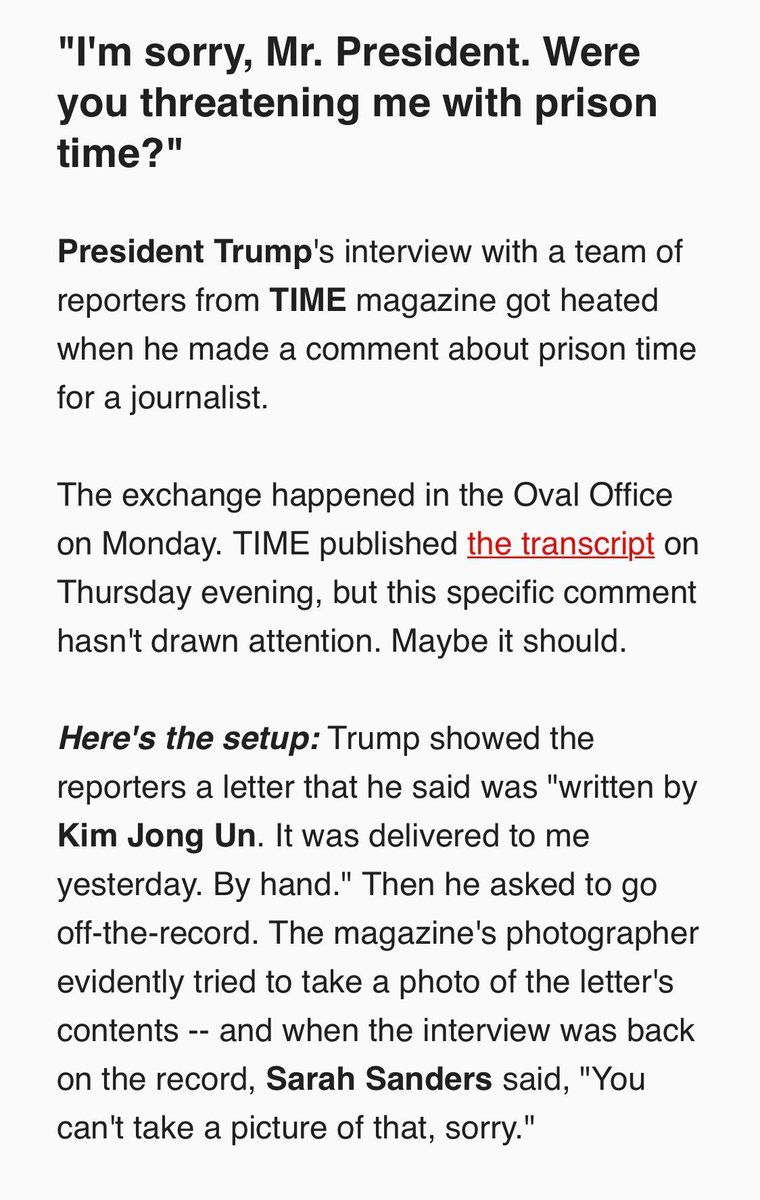 "I'm sorry, Mr. President. Were
you threatening me with prison
time?"
President Trump's interview with a team of
reporters from TIME magazine got heated
when he made a comment about prison time
for a journalist.
The exchange happened in the Oval Office
on Monday. TIME published the transcript on
Thursday evening, but this specific comment
hasn't drawn attention. Maybe it should.
Here's the setup: Trump showed the
reporters a letter that he said was "written by
Kim Jong Un. It was delivered to me
yesterday. By hand." Then he asked to go
off-the-record. The magazine's photographer
evidently tried to take a photo of the letter's
contents -- and when the interview was back
on the record, Sarah Sanders said, "You
can't take a picture of that, sorry."